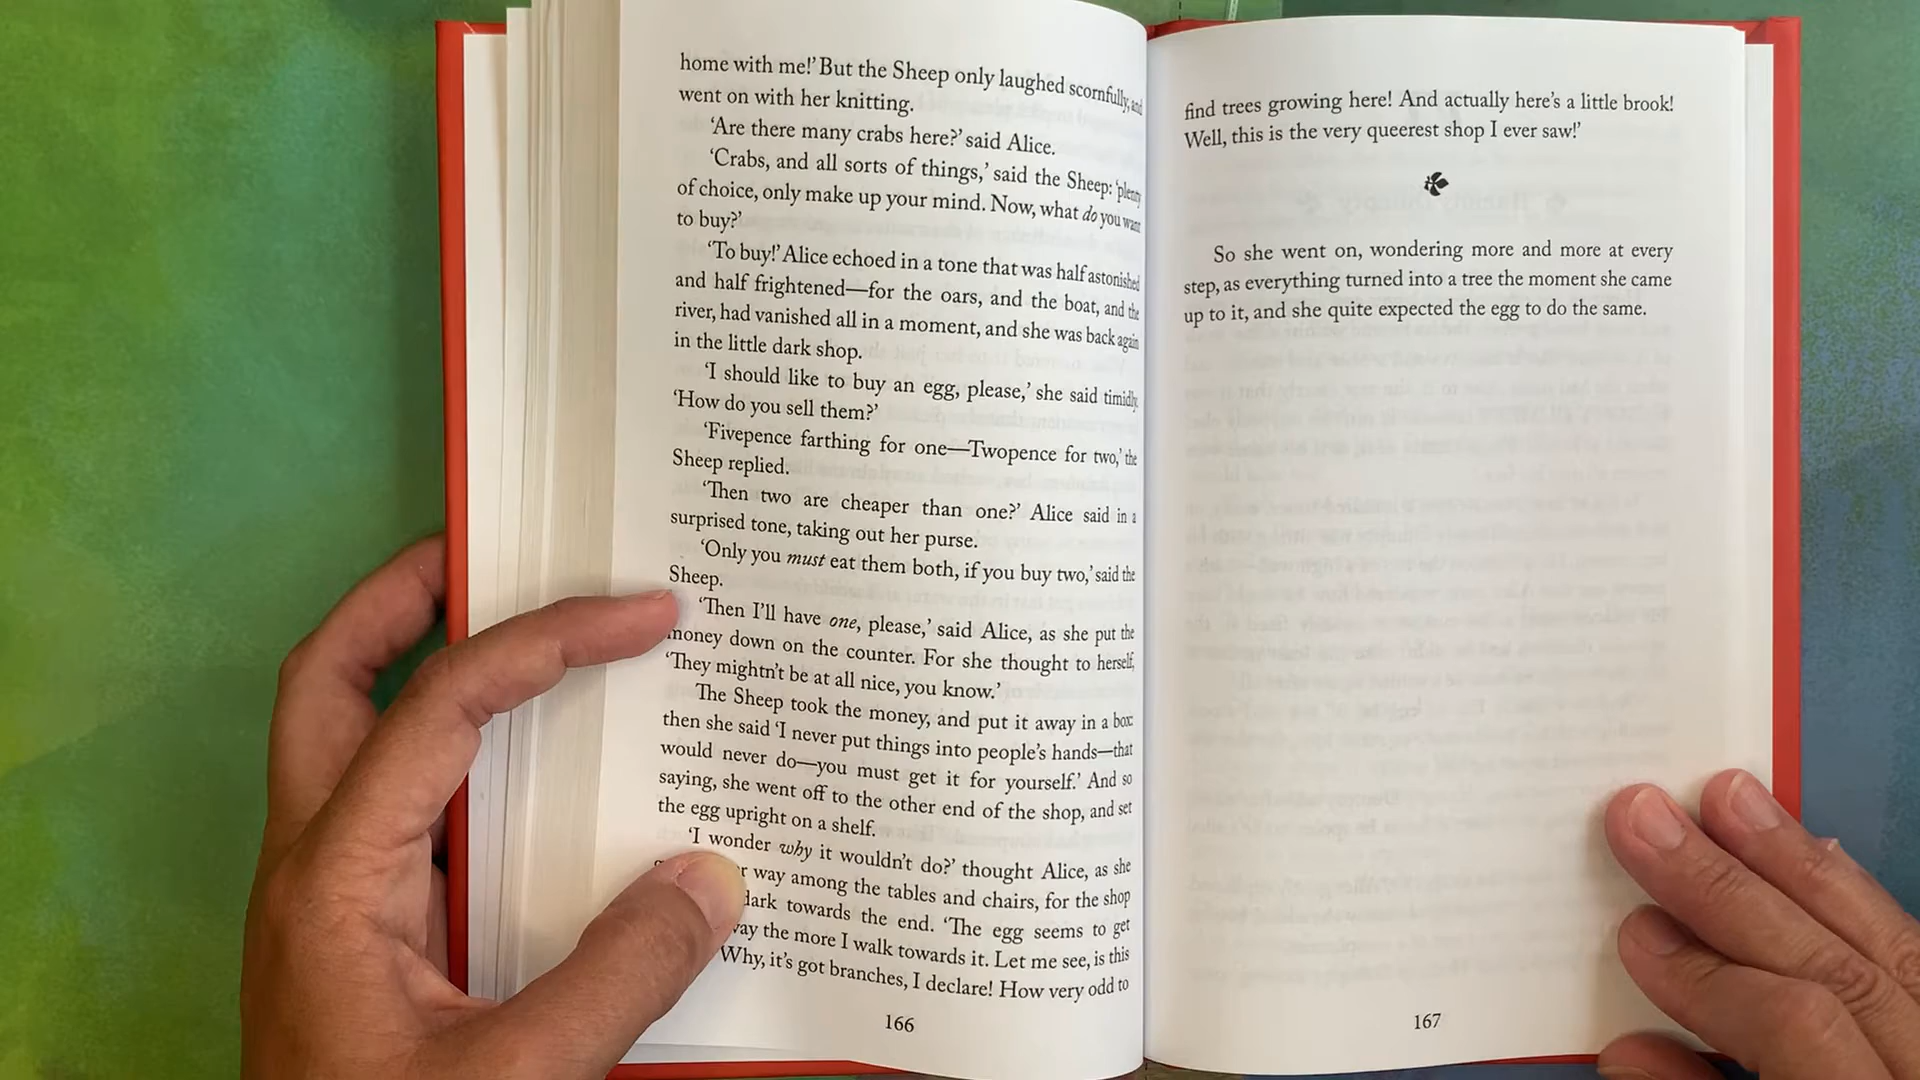 home with me!' But the Sheep only laughed scornfully, and
went on with her knitting.
'Are there many crabs here?' said Alice.
'Crabs, and all sorts of things,' said the Sheep: 'plenty
of choice, only make up your mind. Now, what do you want
to buy?'
'To buy!' Alice echoed in a tone that was half astonished
and half frightened—for the oars, and the boat, and the
river, had vanished all in a moment, and she was back again
in the little dark shop.
'I should like to buy an egg, please,' she said timidly.
'How do you sell them?'
'Fivepence farthing for one—Twopence for two,' the
Sheep replied.
'Then two are cheaper than one?' Alice said in a
surprised tone, taking out her purse.
'Only you must eat them both, if you buy two,' said the
Sheep.
'Then I'll have one, please,' said Alice, as she put the
money down on the counter. For she thought to herself,
'They mightn't be at all nice, you know.'
The Sheep took the money, and put it away in a box:
then she said 'I never put things into people's hands—that
would never do—you must get it for yourself.' And so
saying, she went off to the other end of the shop, and set
the egg upright on a shelf.
'I wonder why it wouldn't do?' thought Alice, as she
way among the tables and chairs, for the shop
dark towards the end. 'The egg seems to get
the more I walk towards it. Let me see, is this
Why, it's got branches, I declare! How very odd to
166
find trees growing here! And actually here's a little brook!
Well, this is the very queerest shop I ever saw!'
So she went on, wondering more and more at every
step, as everything turned into a tree the moment she came
up to it, and she quite expected the egg to do the same.
167